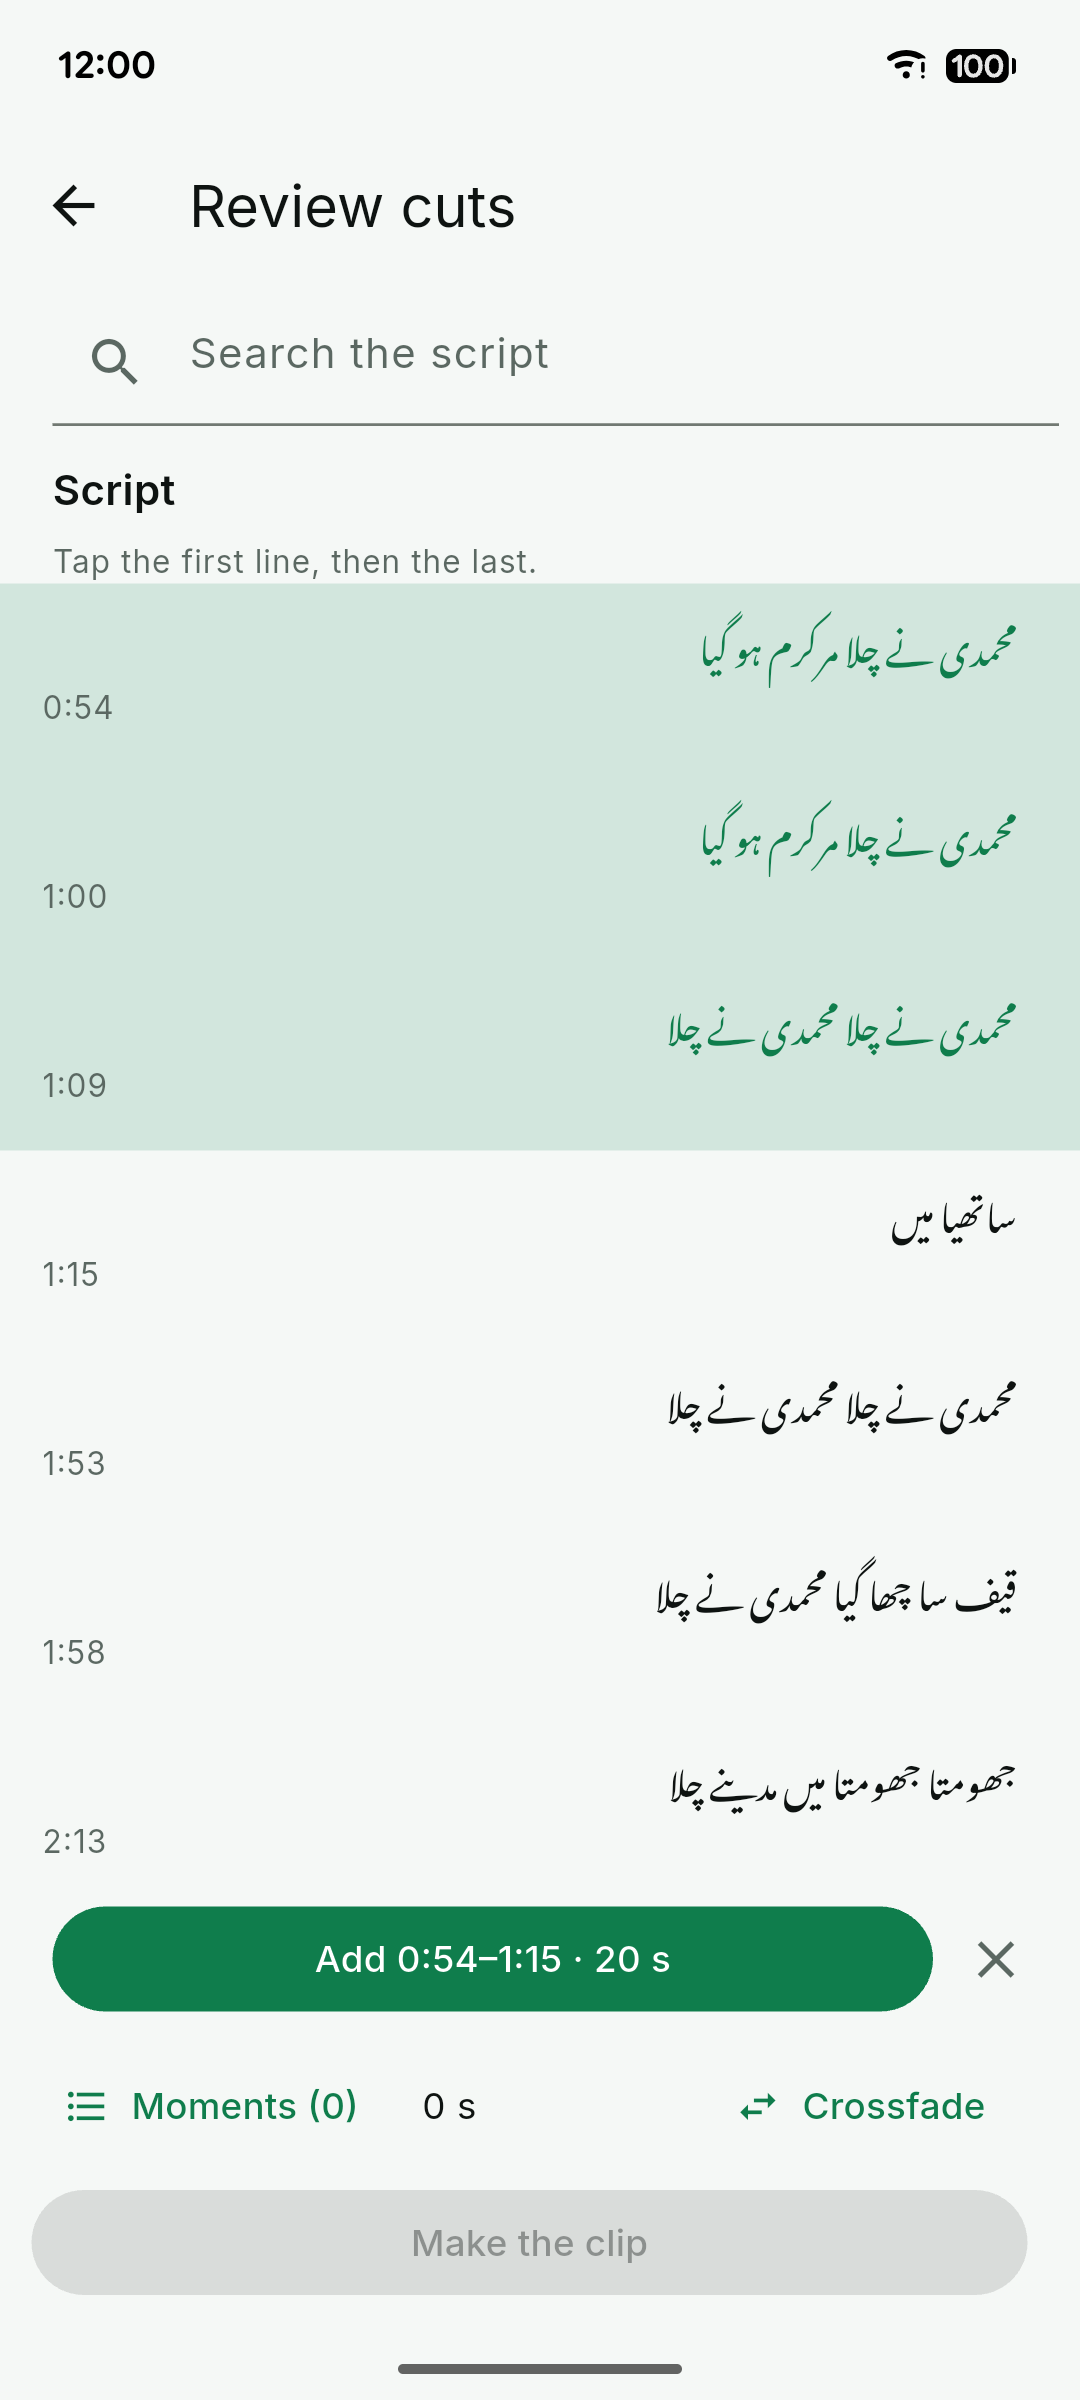 12:00
100
Review cuts
Search the script
Script
Tap the first line, then the last.
محمدی نے چلا مرکرم ہو گیا
0:54
محمدی نے چلا مرکرم ہو گیا
1:00
محمدی نے چلا محمدی نے چلا
1:09
ساتھیا میں
1:15
محمدی نے چلا محمدی نے چلا
1:53
قیف سا چھا گیا محمدی نے چلا
1:58
جھومتا جھومتا میں مدینے چلا
2:13
Add 0:54–1:15 · 20 s
Moments (0)
0 s
Crossfade
Make the clip